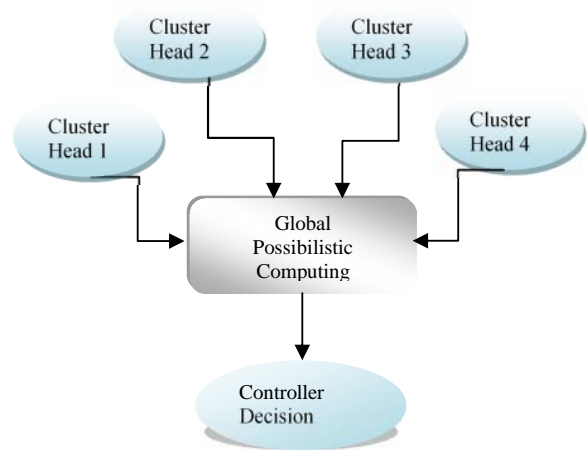 Cluster
Head 2
Cluster
Head 3
Cluster
Head 1
Cluster
Head 4
Global
Possibilistic
Computing
Controller
Decision